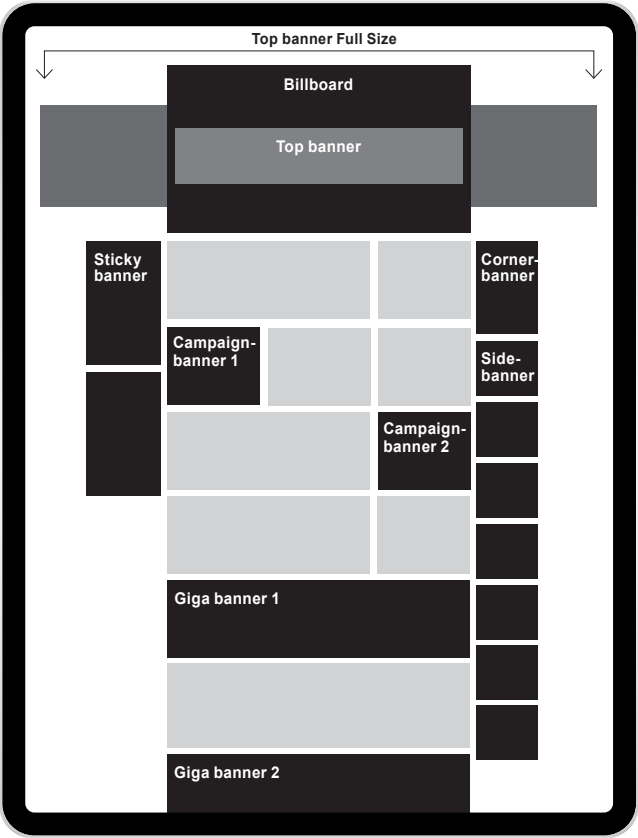 Top banner Full Size
Billboard
Top banner
Sticky
banner
Corner-
banner
Campaign-
banner 1
Side-
banner
Campaign-
banner 2
Giga banner 1
Giga banner 2